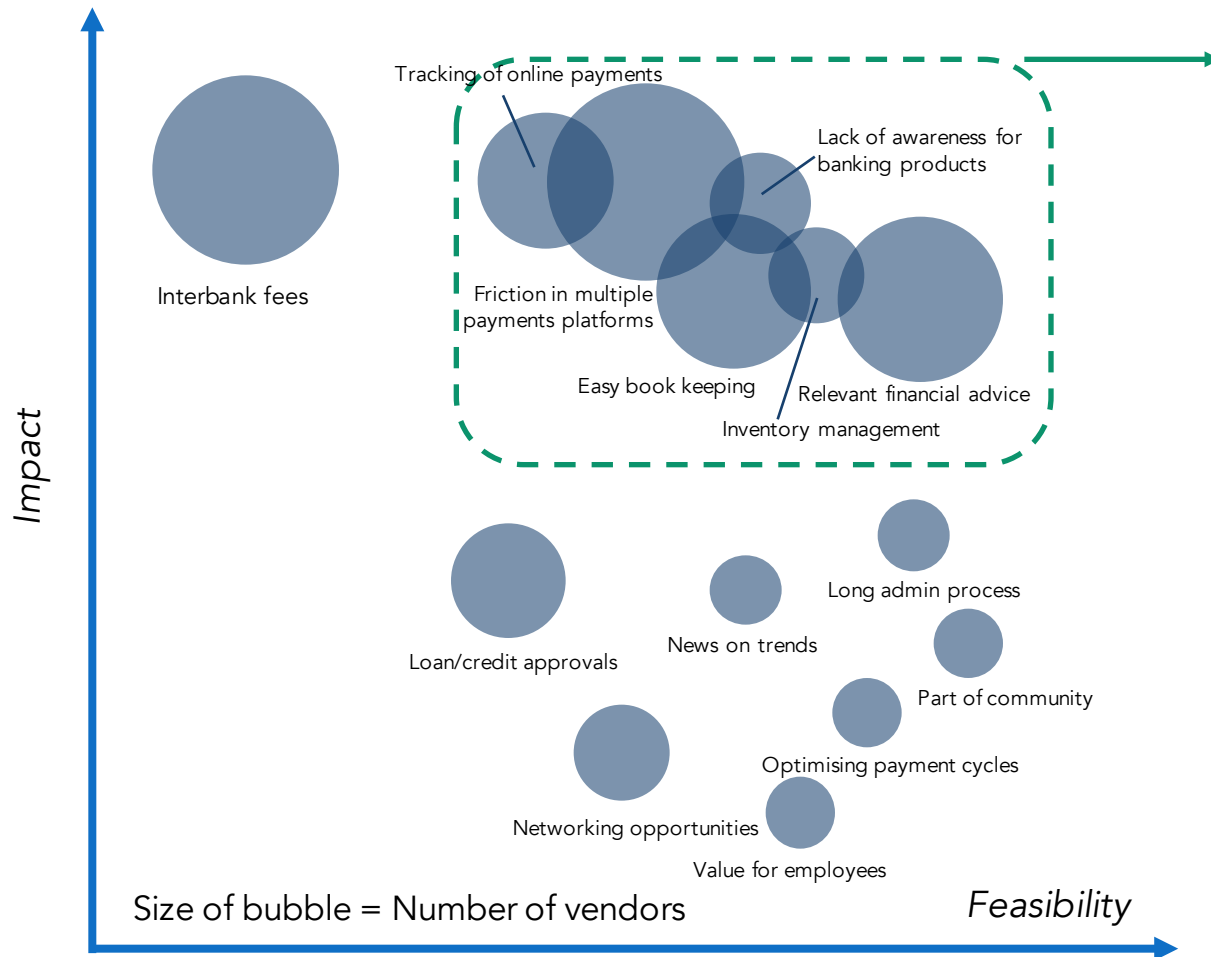 Tracking of online payments
Lack of awareness for
banking products
Interbank fees
Friction in multiple
payments platforms
Easy book keeping
Relevant financial advice
Inventory management
Impact
Long admin process
News on trends
Loan/credit approvals
Part of community
Optimising payment cycles
Networking opportunities
Value for employees
Size of bubble = Number of vendors
Feasibility